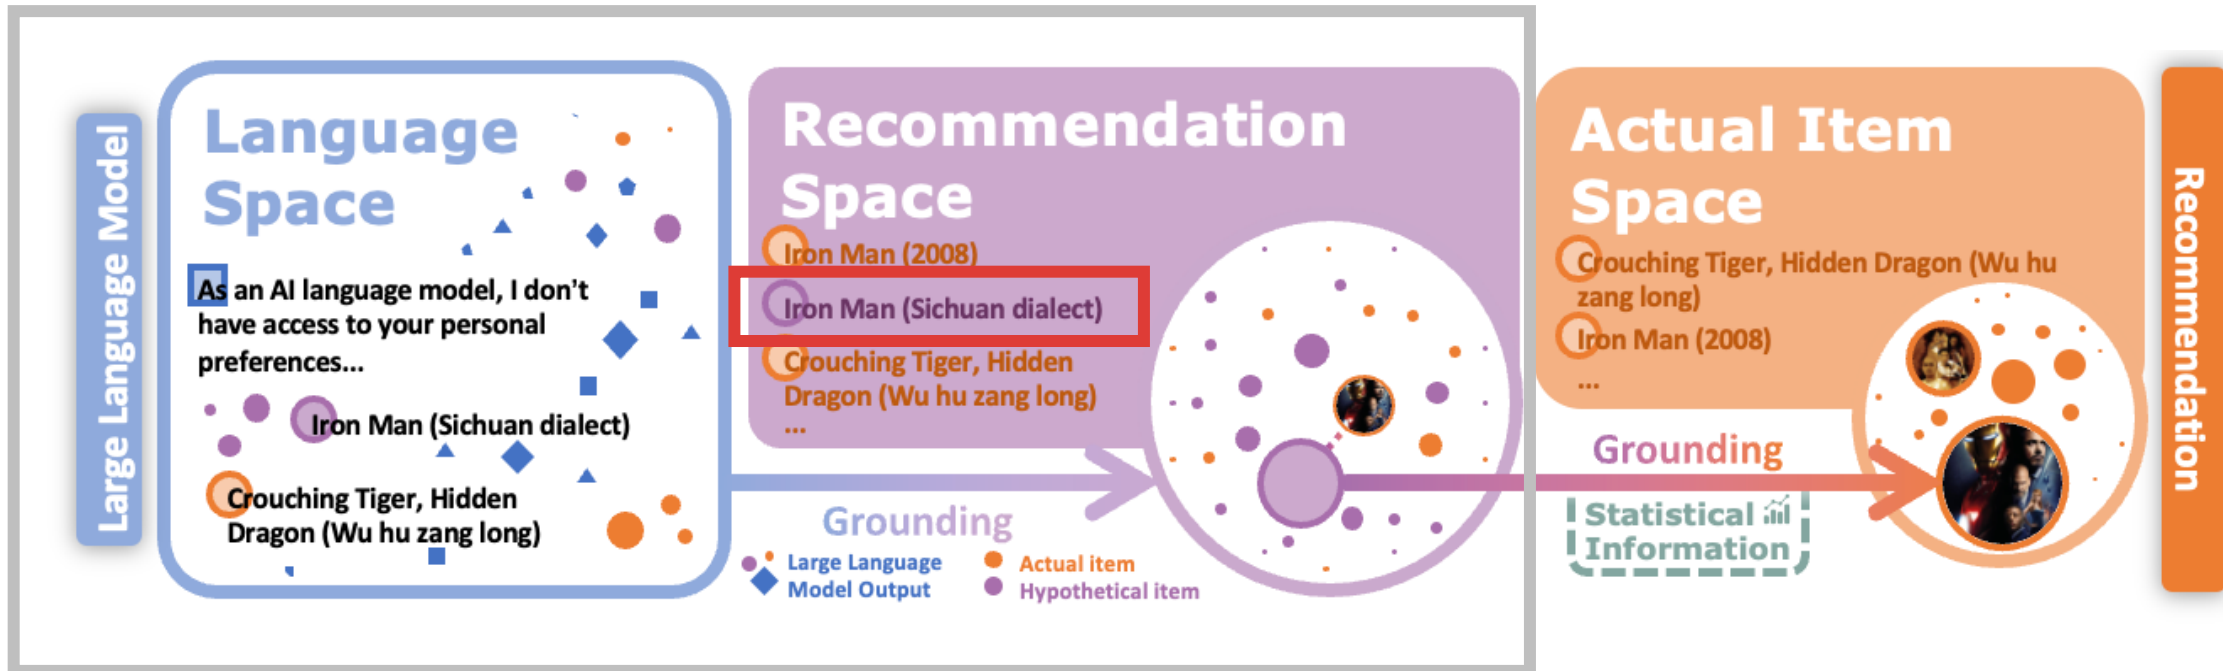 Large Language Model
Language
Space
As an AI language model, I don't
have access to your personal
preferences...
Iron Man (Sichuan dialect)
Crouching Tiger, Hidden
Dragon (Wu hu zang long)
Recommendation
Space
Iron Man (2008)
Iron Man (Sichuan dialect)
Crouching Tiger, Hidden
Dragon (Wu hu zang long)
...
Grounding
Large Language
Model Output
Actual item
Hypothetical item
Actual Item
Space
Crouching Tiger, Hidden Dragon (Wu hu
zang long)
Iron Man (2008)
...
Grounding
Statistical
Information
Recommendation